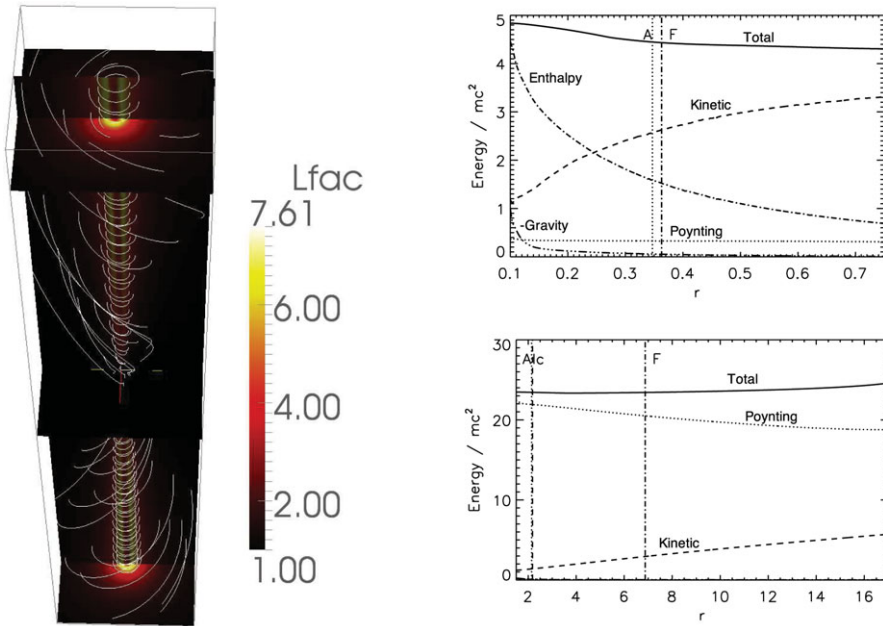 Lfac
7.61
6.00
4.00
2.00
1.00
Energy / mc²
5
4
3
2
1
0
A F
Total
Enthalpy
Kinetic
-Gravity
Poynting
0.1 0.2 0.3 0.4 0.5 0.6 0.7
r
Energy / mc²
30
20
10
0
Alc
F
Total
Poynting
Kinetic
2 4 6 8 10 12 14 16
r